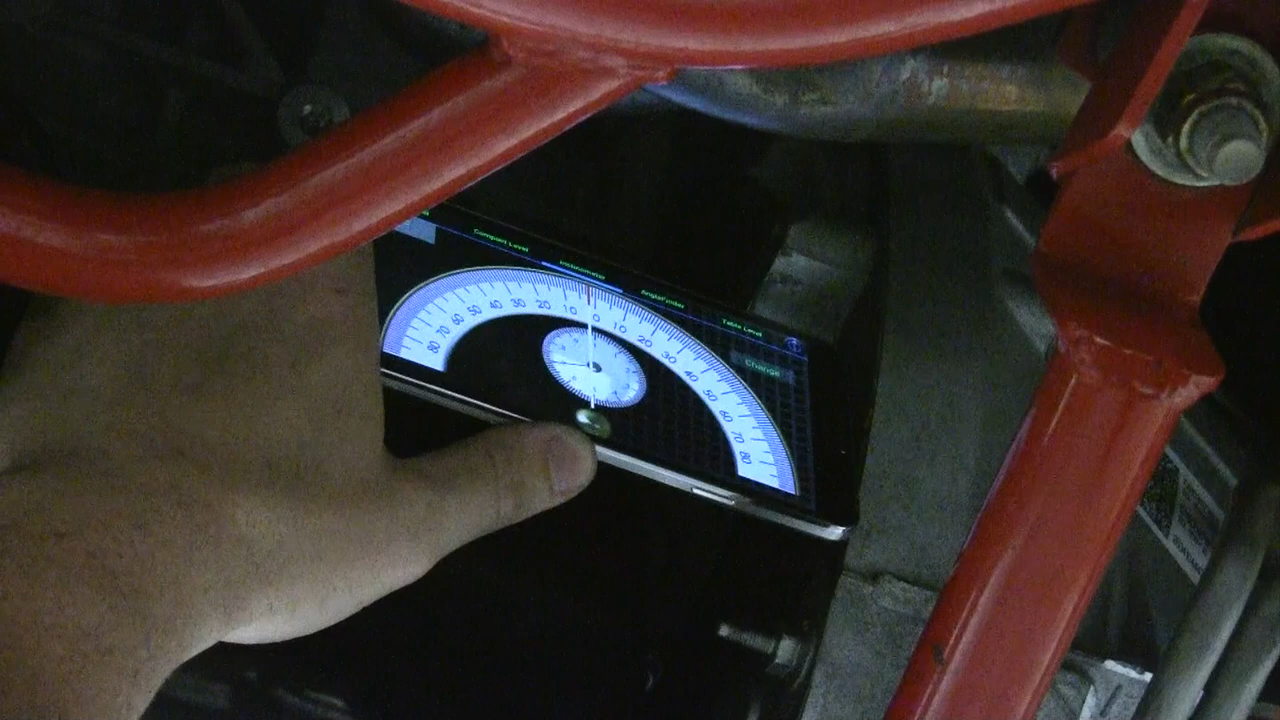 Compact Level
Inclinometer
AngleFinder
Table Level
Change
80 70 60 50 40 30 20 10 0 10 20 30 40 50 60 70 80